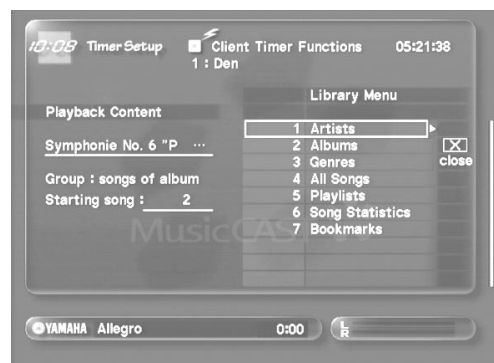 10:08 Timer Setup Client Timer Functions 05:21:38
1 : Den
Library Menu
Playback Content
1 Artists
Symphonie No. 6 "P ...
2 Albums
X
3 Genres
close
Group : songs of album
4 All Songs
Starting song : 2
5 Playlists
6 Song Statistics
7 Bookmarks
MusicCAST
YAMAHA Allegro 0:00 L
R